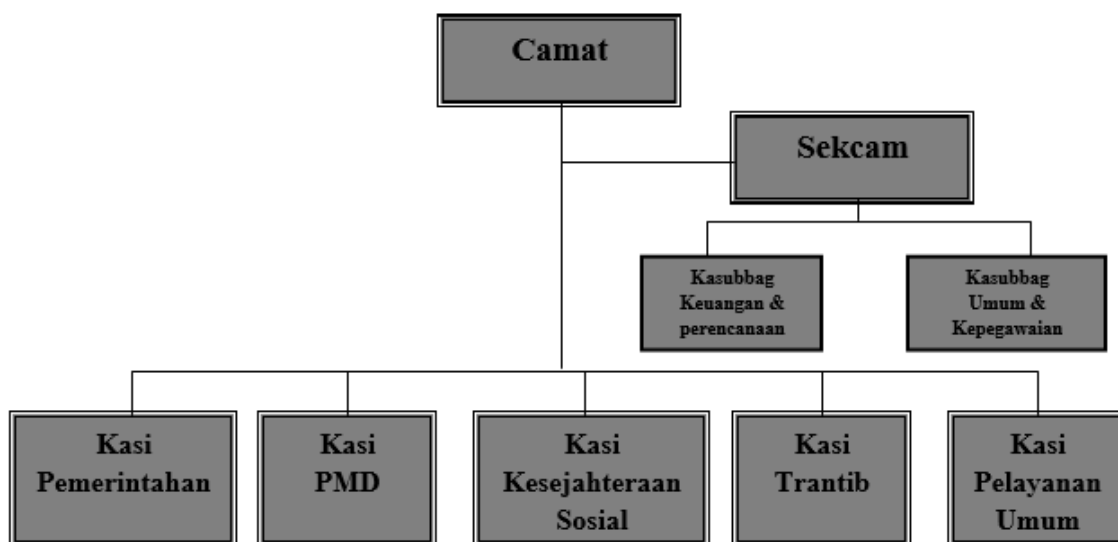 Camat
Sekcam
Kasubbag
Keuangan &
perencanaan
Kasubbag
Umum &
Kepegawaian
Kasi
Pemerintahan
Kasi
PMD
Kasi
Kesejahteraan
Sosial
Kasi
Trantib
Kasi
Pelayanan
Umum